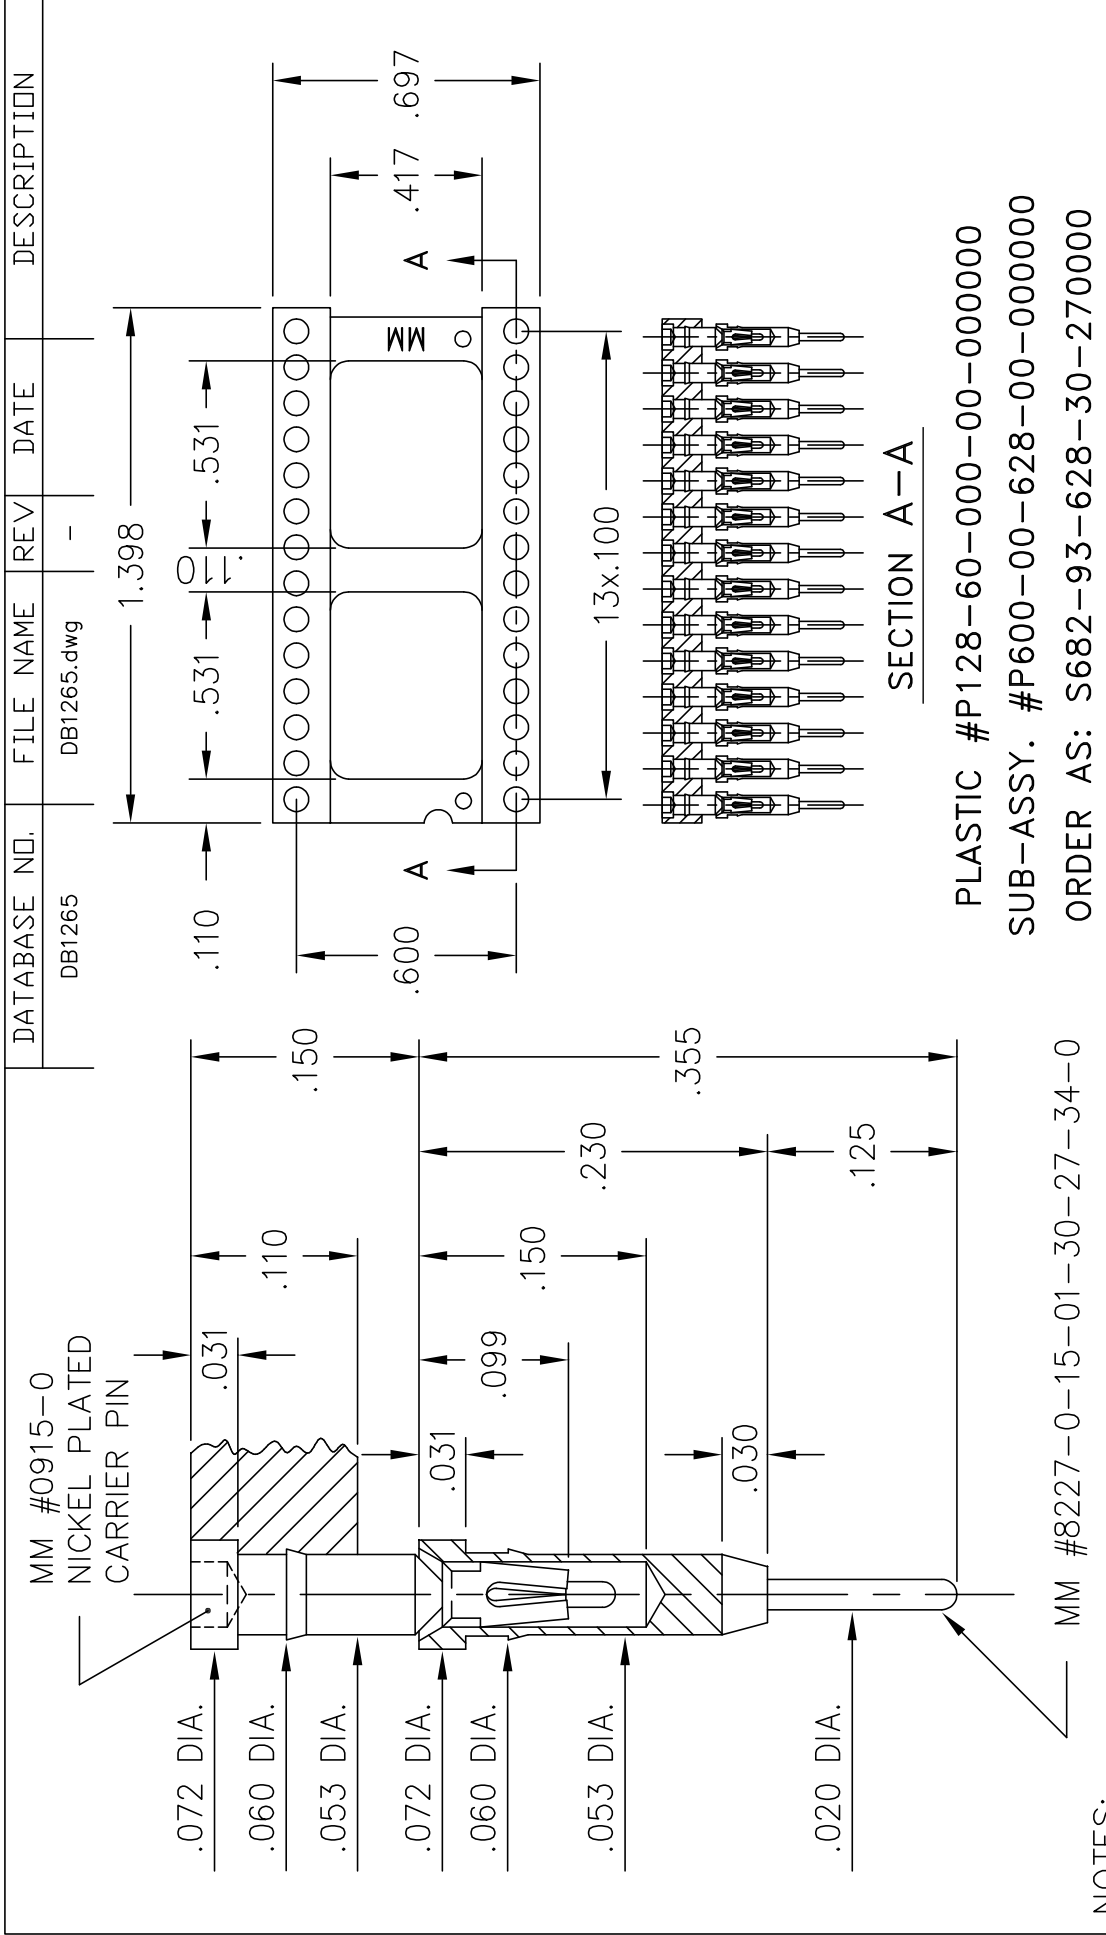 DATABASE NO. FILE NAME REV DATE DESCRIPTION
DB1265 DB1265.dwg -
MM #0915-0
NICKEL PLATED
CARRIER PIN
.072 DIA.
.060 DIA.
.053 DIA.
.072 DIA.
.060 DIA.
.053 DIA.
.020 DIA.
.031
.110
.150
.031
.099
.150
.030
.230
.125
.355
MM #8227-0-15-01-30-27-34-0
1.398
.110
.531
.110
.531
.600
.417
.697
MM
A
A
13x.100
SECTION A-A
PLASTIC #P128-60-000-00-000000
SUB-ASSY. #P600-00-628-00-000000
ORDER AS: S682-93-628-30-270000
NOTES: